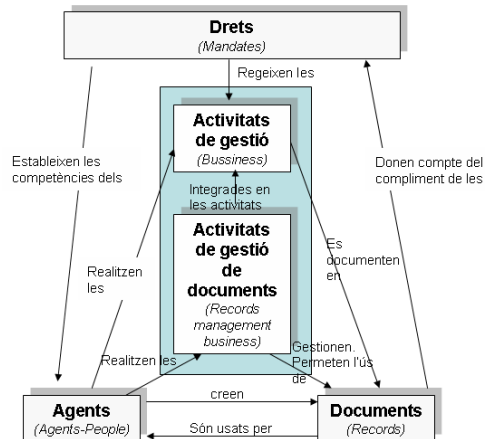 Drets
(Mandates)
Regeixen les
Activitats
de gestió
(Bussiness)
Estableixen les
competències dels
Donen compte del
compliment de les
Integrades en
les activitats
Activitats
de gestió
de
documents
(Records
management
business)
Es
documenten
en
Realitzen
les
Realitzen les
Gestionen.
Permeten l'ús
de
creen
Agents
(Agents-People)
Documents
(Records)
Són usats per